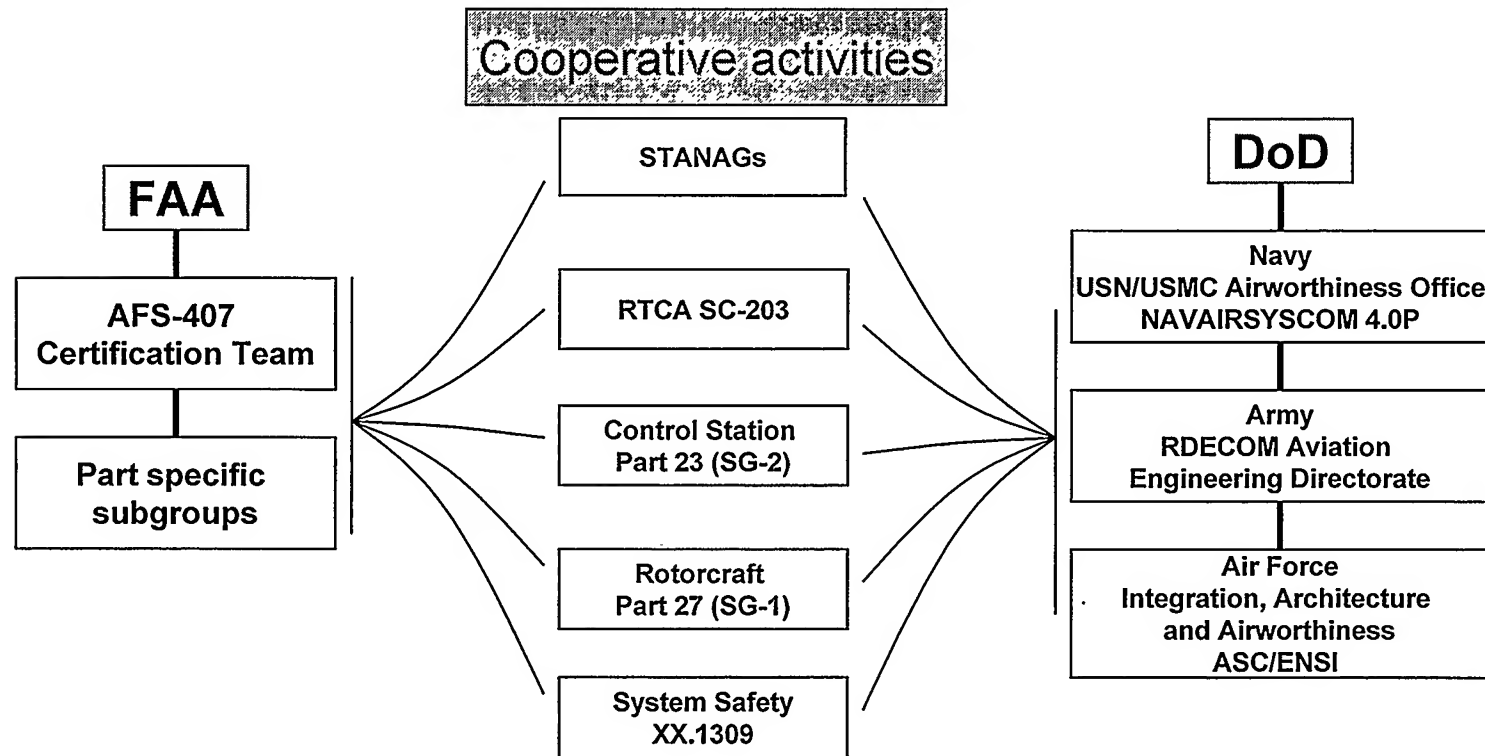 Cooperative activities
FAA
AFS-407
Certification Team
Part specific
subgroups
STANAGs
RTCA SC-203
Control Station
Part 23 (SG-2)
Rotorcraft
Part 27 (SG-1)
System Safety
XX.1309
DoD
Navy
USN/USMC Airworthiness Office
NAVAIRSYSCOM 4.0P
Army
RDECOM Aviation
Engineering Directorate
Air Force
Integration, Architecture
and Airworthiness
ASC/ENSI